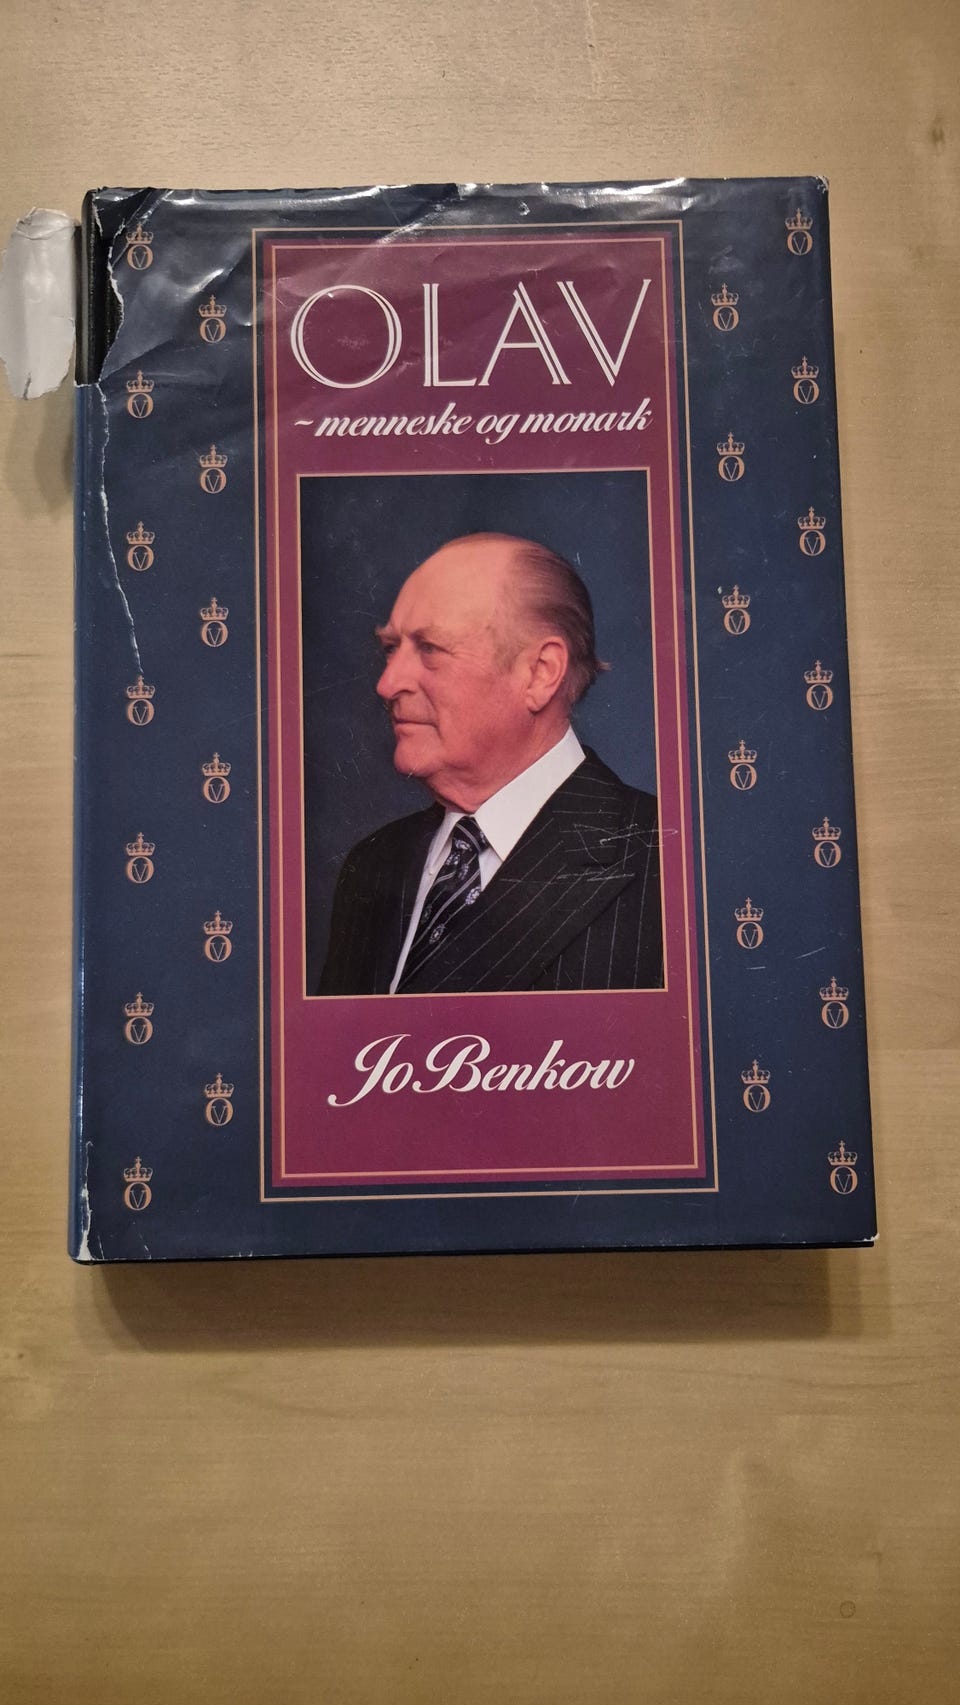 OLAV
– menneske og monark
Jo Benkow